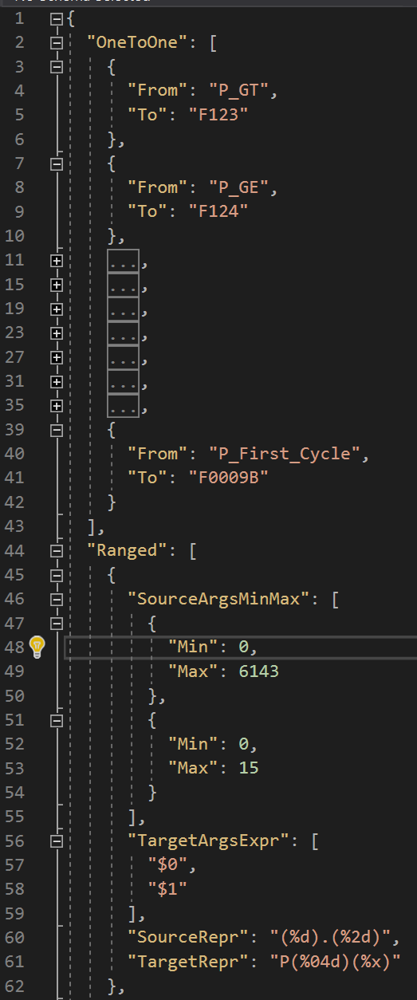 1 {
2 "OneToOne": [
3 {
4 "From": "P_GT",
5 "To": "F123"
6 },
7 {
8 "From": "P_GE",
9 "To": "F124"
10 },
11 ...,
15 ...,
19 ...,
23 ...,
27 ...,
31 ...,
35 ...,
39 {
40 "From": "P_First_Cycle",
41 "To": "F0009B"
42 }
43 ],
44 "Ranged": [
45 {
46 "SourceArgsMinMax": [
47 {
48 "Min": 0,
49 "Max": 6143
50 },
51 {
52 "Min": 0,
53 "Max": 15
54 }
55 ],
56 "TargetArgsExpr": [
57 "$0",
58 "$1"
59 ],
60 "SourceRepr": "(%d).(%2d)",
61 "TargetRepr": "P(%04d)(%x)"
62 },